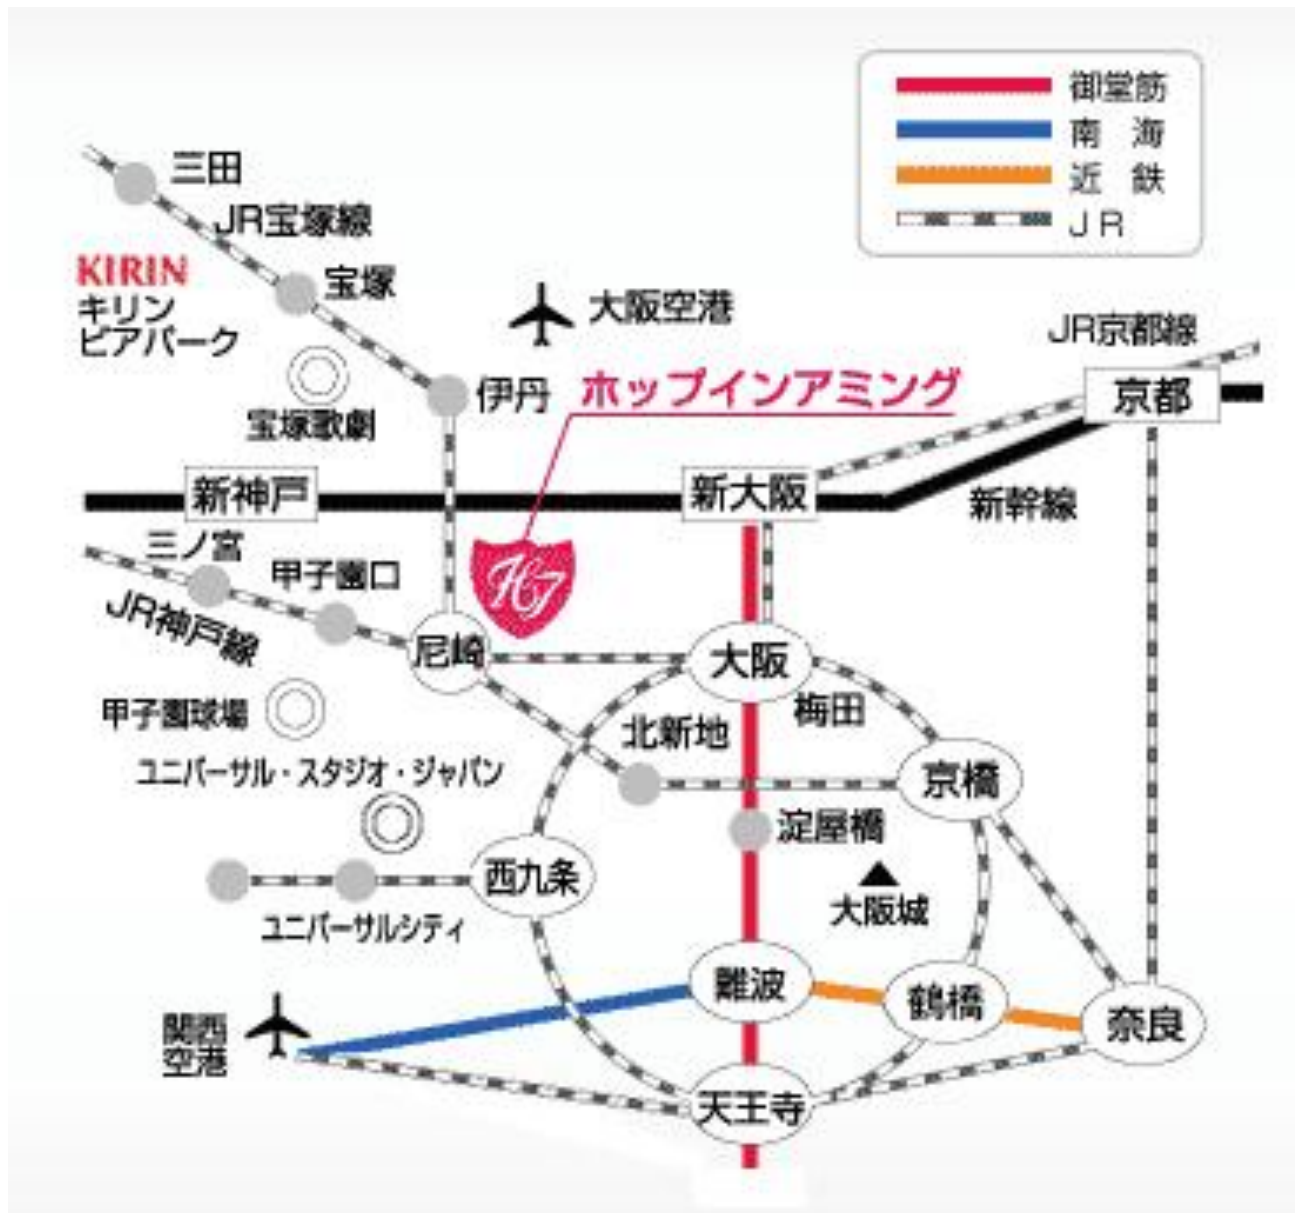 御堂筋
南 海
近 鉄
JR
三田
JR宝塚線
宝塚
KIRIN
キリン
ビアパーク
大阪空港
JR京都線
宝塚歌劇
伊丹
ホップインアミング
京都
新神戸
新大阪
新幹線
三ノ宮
甲子園口
JR神戸線
HI
尼崎
大阪
梅田
甲子園球場
北新地
ユニバーサル・スタジオ・ジャパン
京橋
淀屋橋
西九条
大阪城
ユニバーサルシティ
難波
鶴橋
奈良
関西
空港
天王寺